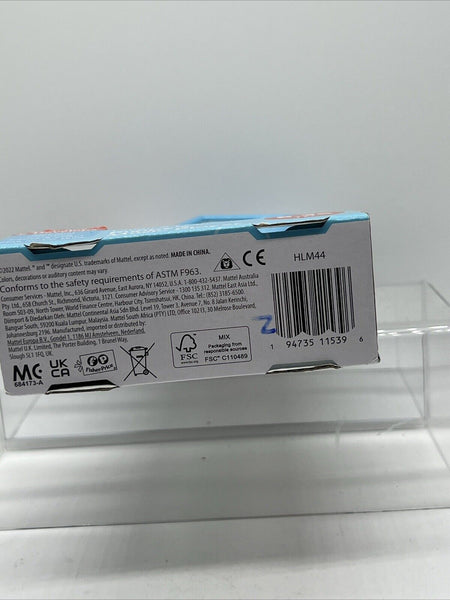 ©2022 Mattel. ™ and ™ designate U.S. trademarks of Mattel, except as noted. MADE IN CHINA.
Colors, decorations or auditory content may vary.
Conforms to the safety requirements of ASTM F963.
Consumer Services - Mattel, Inc., 636 Girard Avenue, East Aurora, NY 14052, U.S.A. 1-800-432-5437. Mattel Australia
Pty. Ltd., 658 Church St., Richmond, Victoria, 3121. Consumer Advisory Service - 1300 135 312. Mattel East Asia Ltd.,
Room 503-09, North Tower, World Finance Centre, Harbour City, Tsimshatsui, HK, China. Tel.: (852) 3185-6500.
Diimport & Diedarkan Oleh: Mattel Continental Asia Sdn Bhd. Level 19, Tower 3, Avenue 7, No. 8 Jalan Kerinchi,
Bangsar South, 59200 Kuala Lumpur, Malaysia. Mattel South Africa (PTY) LTD, Office 102 I3, 30 Melrose Boulevard,
Johannesburg 2196. Mannequin d'importeur
Mattel Europa B.V., Gondel 1, 1186 MJ Amstelveen,
Mattel U.K. Limited, The Porter Building, 1 Brunel Way,
Slough SL1 1FQ, UK.
CE
HLM44
1 94735 11539 6
2
MC
684173-A
UK
CA
Fisher-Price
FSC
MIX
Packaging from
responsible sources
FSC® C110489